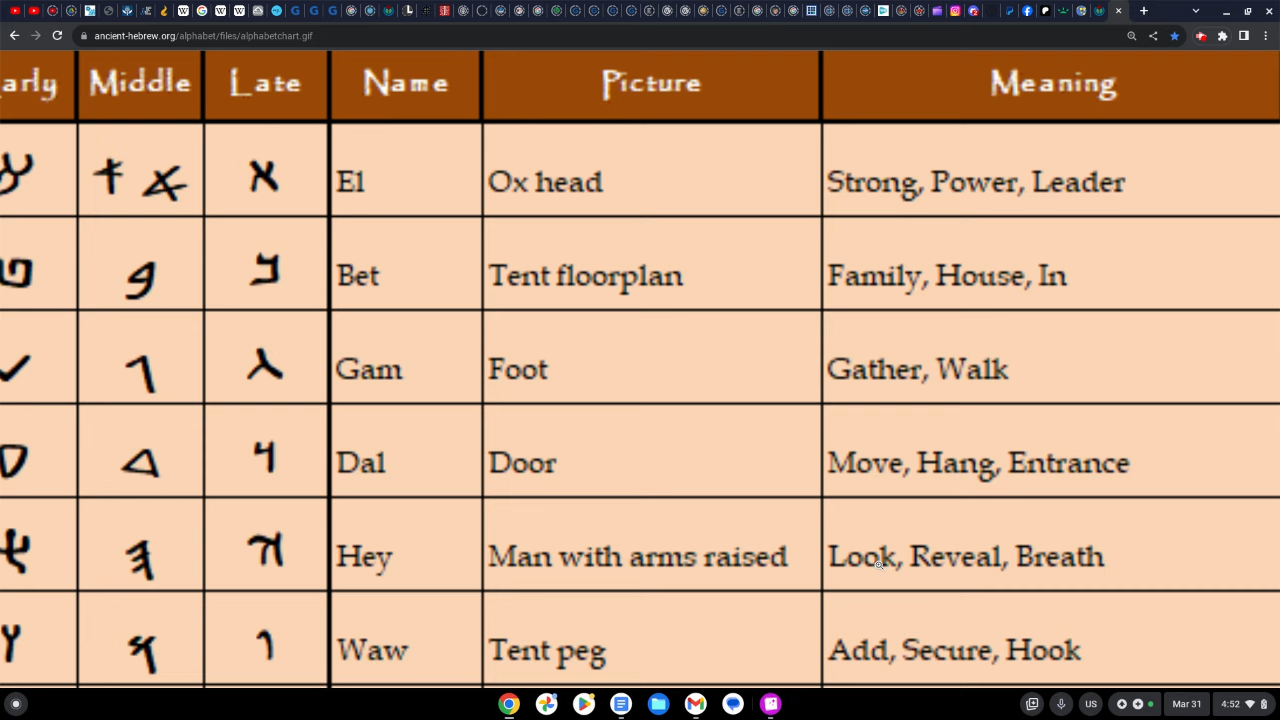 ancient-hebrew.org/alphabet/files/alphabetchart.gif
Middle Late Name Picture Meaning
א El Ox head Strong, Power, Leader
ב Bet Tent floorplan Family, House, In
ג Gam Foot Gather, Walk
ד Dal Door Move, Hang, Entrance
ה Hey Man with arms raised Look, Reveal, Breath
ו Waw Tent peg Add, Secure, Hook
US Mar 31 4:52